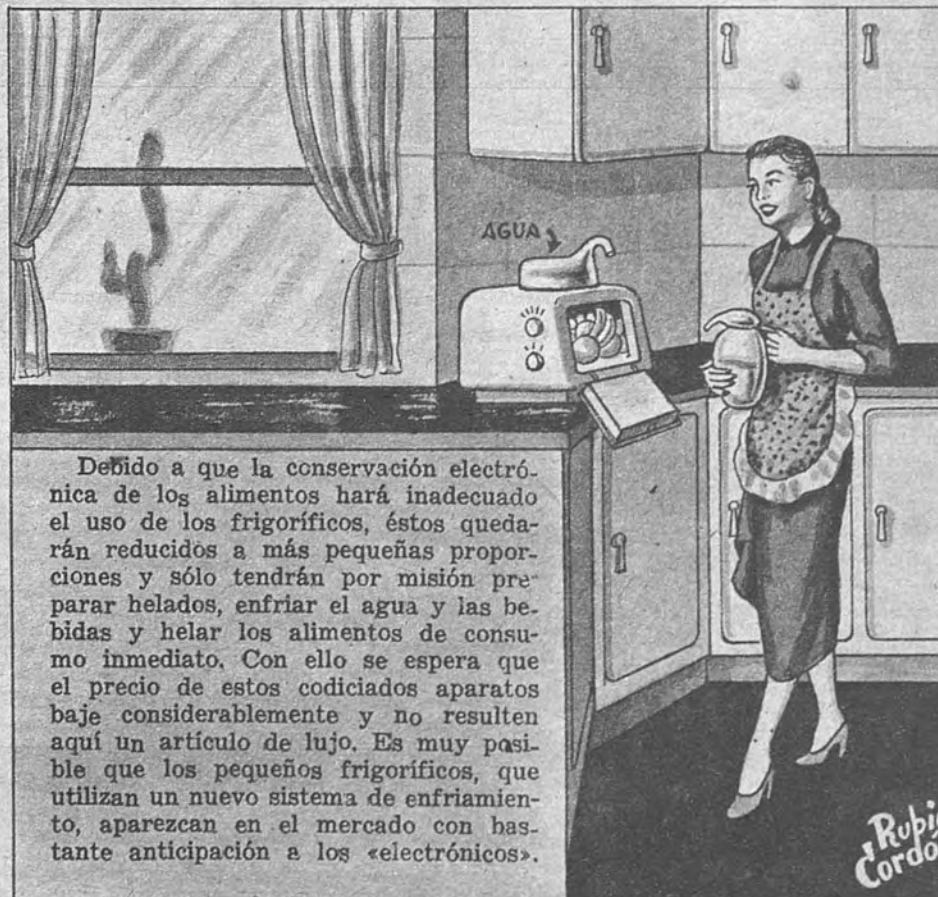 AGUA
Debido a que la conservación electró-
nica de los alimentos hará inadecuado
el uso de los frigoríficos, éstos queda-
rán reducidos a más pequeñas propor-
ciones y sólo tendrán por misión pre-
parar helados, enfriar el agua y las be-
bidas y helar los alimentos de consu-
mo inmediato. Con ello se espera que
el precio de estos codiciados aparatos
baje considerablemente y no resulten
aquí un artículo de lujo. Es muy posi-
ble que los pequeños frigoríficos, que
utilizan un nuevo sistema de enfriamien-
to, aparezcan en el mercado con bas-
tante anticipación a los «electrónicos».